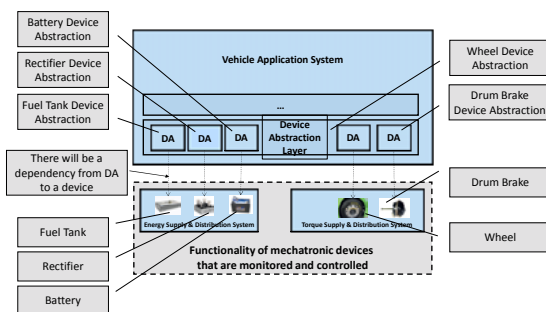 Battery Device
Abstraction
Rectifier Device
Abstraction
Fuel Tank Device
Abstraction
There will be a
dependency from DA
to a device
Fuel Tank
Rectifier
Battery
Vehicle Application System
...
DA
DA
DA
Device
Abstraction
Layer
DA
DA
Energy Supply & Distribution System
Torque Supply & Distribution System
Functionality of mechatronic devices
that are monitored and controlled
Wheel Device
Abstraction
Drum Brake
Device Abstraction
Drum Brake
Wheel